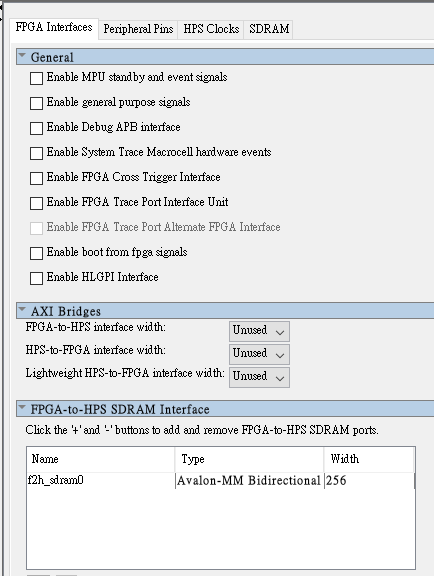 FPGA Interfaces Peripheral Pins HPS Clocks SDRAM
General
Enable MPU standby and event signals
Enable general purpose signals
Enable Debug APB interface
Enable System Trace Macrocell hardware events
Enable FPGA Cross Trigger Interface
Enable FPGA Trace Port Interface Unit
Enable FPGA Trace Port Alternate FPGA Interface
Enable boot from fpga signals
Enable HLGPI Interface
AXI Bridges
FPGA-to-HPS interface width: Unused
HPS-to-FPGA interface width: Unused
Lightweight HPS-to-FPGA interface width: Unused
FPGA-to-HPS SDRAM Interface
Click the '+' and '-' buttons to add and remove FPGA-to-HPS SDRAM ports.
Name Type Width
f2h_sdram0 Avalon-MM Bidirectional 256